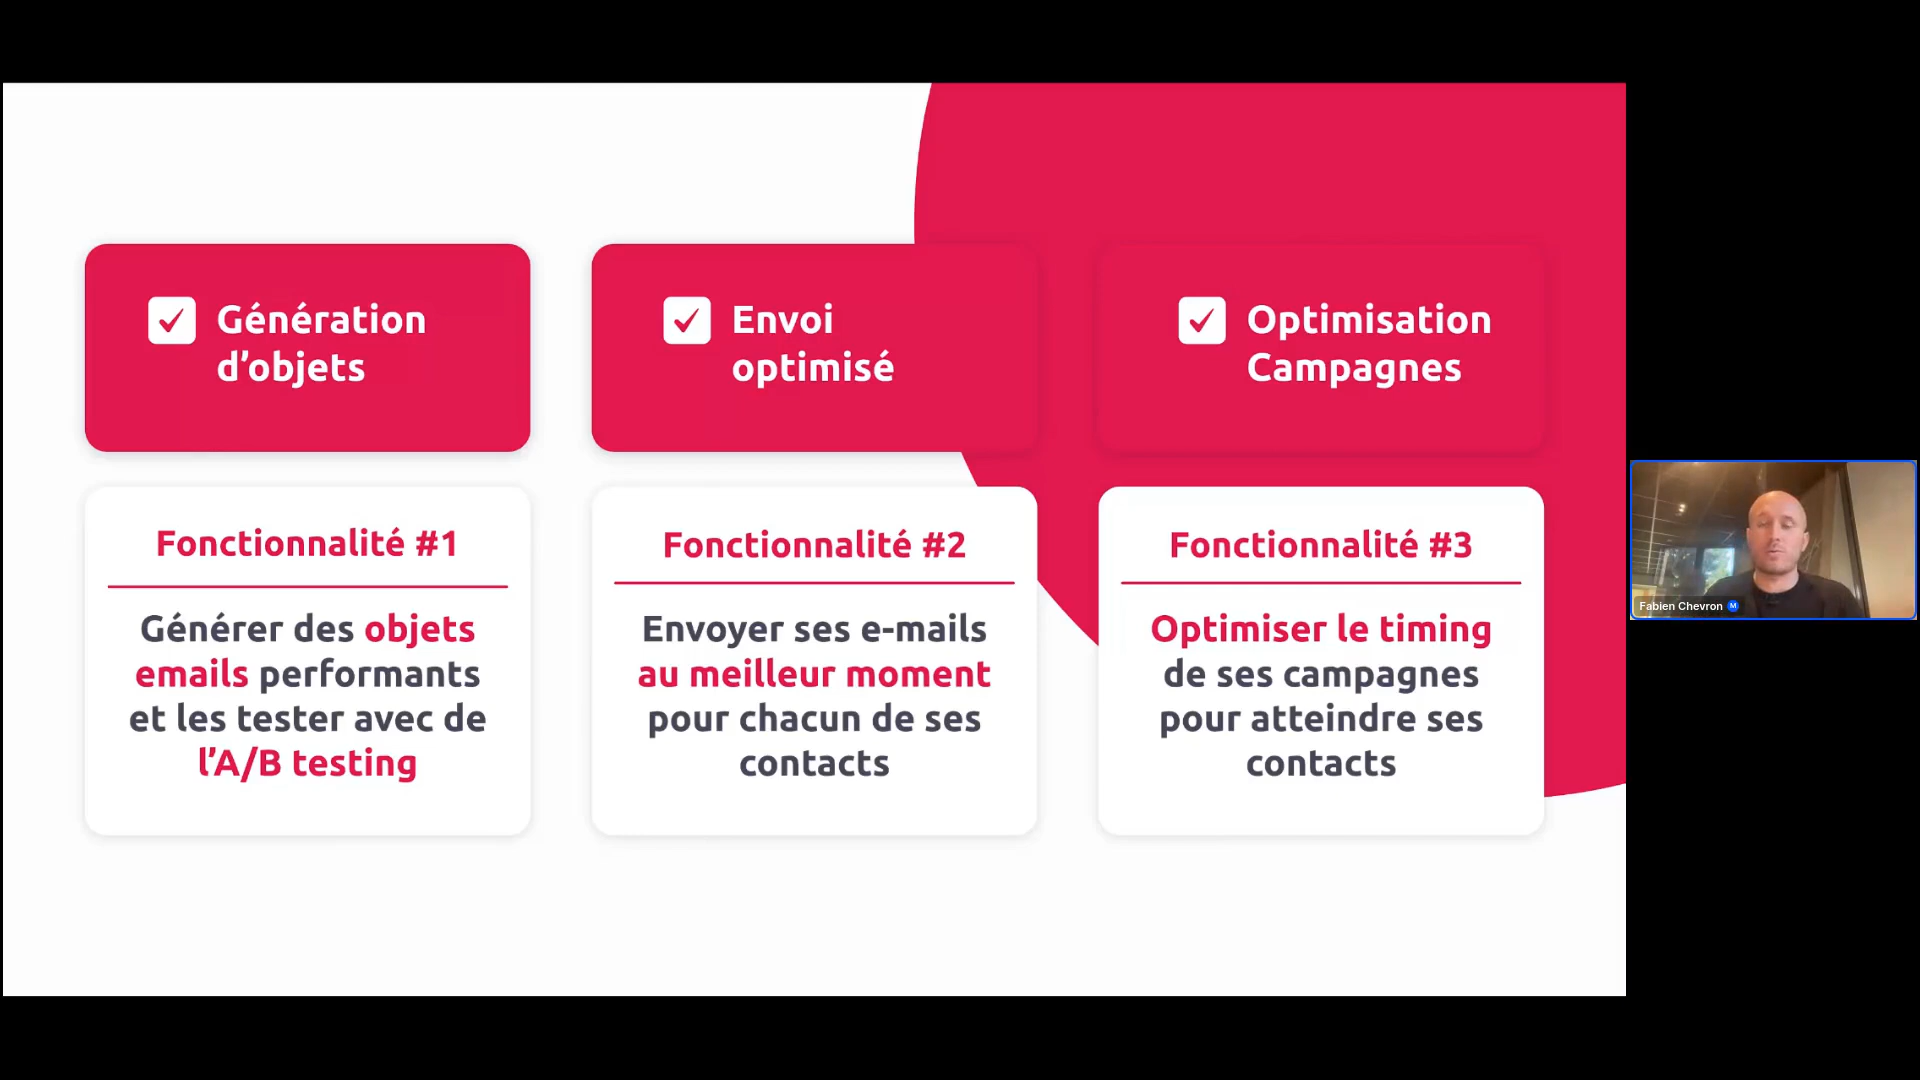 Génération
d’objets
Envoi
optimisé
Optimisation
Campagnes
Fonctionnalité #1
Générer des objets
emails performants
et les tester avec de
l’A/B testing
Fonctionnalité #2
Envoyer ses e-mails
au meilleur moment
pour chacun de ses
contacts
Fonctionnalité #3
Optimiser le timing
de ses campagnes
pour atteindre ses
contacts
Fabien Chevron M